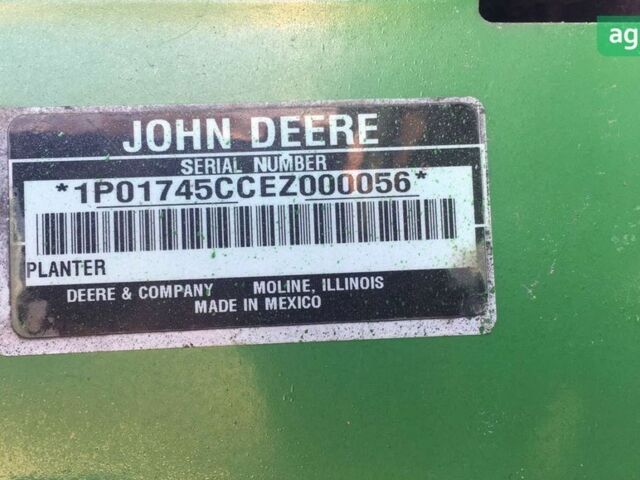 ag
JOHN DEERE
SERIAL NUMBER
*1P01745CCEZ000056*
PLANTER
DEERE & COMPANY MOLINE, ILLINOIS
MADE IN MEXICO